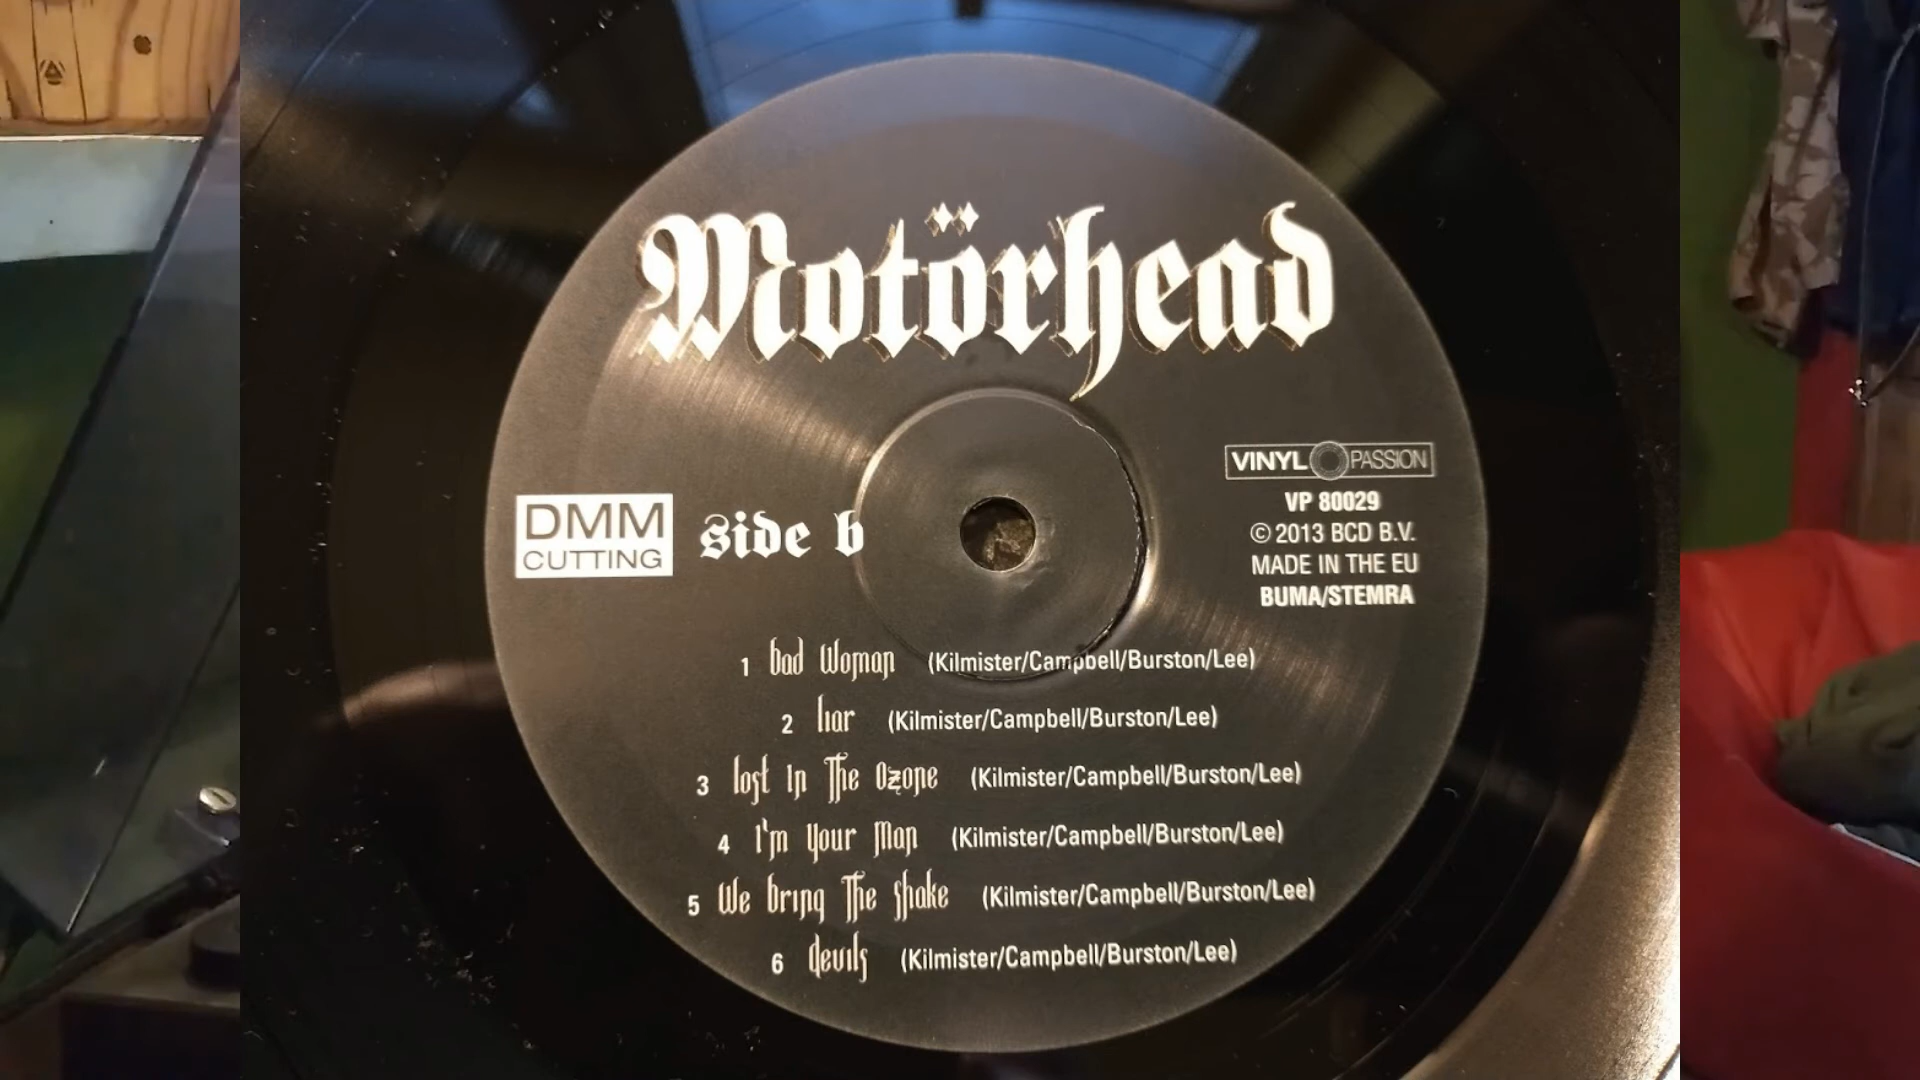 Motörhead
VINYL PASSION
VP 80029
© 2013 BCD B.V.
MADE IN THE EU
BUMA/STEMRA
DMM
CUTTING
side b
1 Bad Woman (Kilmister/Campbell/Burston/Lee)
2 Liar (Kilmister/Campbell/Burston/Lee)
3 Lost In The Ozone (Kilmister/Campbell/Burston/Lee)
4 I'm Your Man (Kilmister/Campbell/Burston/Lee)
5 We Bring The Shake (Kilmister/Campbell/Burston/Lee)
6 Devils (Kilmister/Campbell/Burston/Lee)